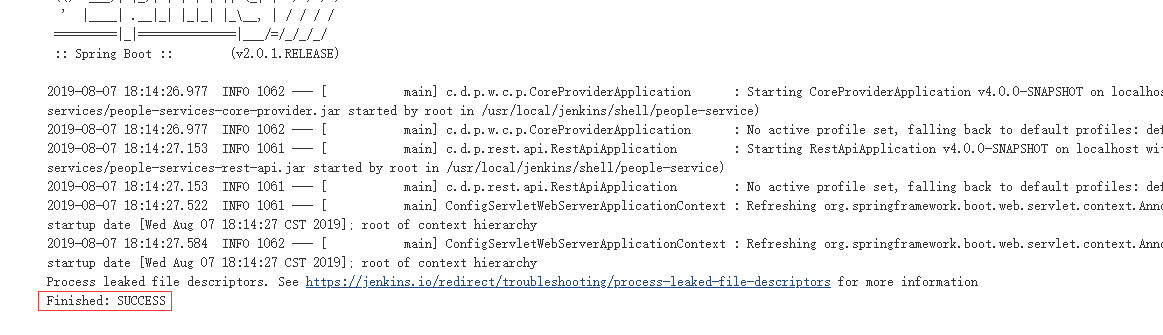 '  |____| .__|_| |_|_| |_\__, | / / / /
=========|_|==============|___/=/_/_/_/
:: Spring Boot ::        (v2.0.1.RELEASE)
2019-08-07 18:14:26.977  INFO 1062 --- [           main] c.d.p.w.c.p.CoreProviderApplication      : Starting CoreProviderApplication v4.0.0-SNAPSHOT on localhos
services/people-services-core-provider.jar started by root in /usr/local/jenkins/shell/people-service)
2019-08-07 18:14:26.977  INFO 1062 --- [           main] c.d.p.w.c.p.CoreProviderApplication      : No active profile set, falling back to default profiles: def
2019-08-07 18:14:27.153  INFO 1061 --- [           main] c.d.rest.api.RestApiApplication          : Starting RestApiApplication v4.0.0-SNAPSHOT on localhost wit
services/people-services-rest-api.jar started by root in /usr/local/jenkins/shell/people-service)
2019-08-07 18:14:27.153  INFO 1061 --- [           main] c.d.rest.api.RestApiApplication          : No active profile set, falling back to default profiles: def
2019-08-07 18:14:27.522  INFO 1061 --- [           main] ConfigServletWebServerApplicationContext : Refreshing org.springframework.boot.web.servlet.context.Anno
startup date [Wed Aug 07 18:14:27 CST 2019]; root of context hierarchy
2019-08-07 18:14:27.584  INFO 1062 --- [           main] ConfigServletWebServerApplicationContext : Refreshing org.springframework.boot.web.servlet.context.Anno
startup date [Wed Aug 07 18:14:27 CST 2019]; root of context hierarchy
Process leaked file descriptors. See https://jenkins.io/redirect/troubleshooting/process-leaked-file-descriptors for more information
Finished: SUCCESS